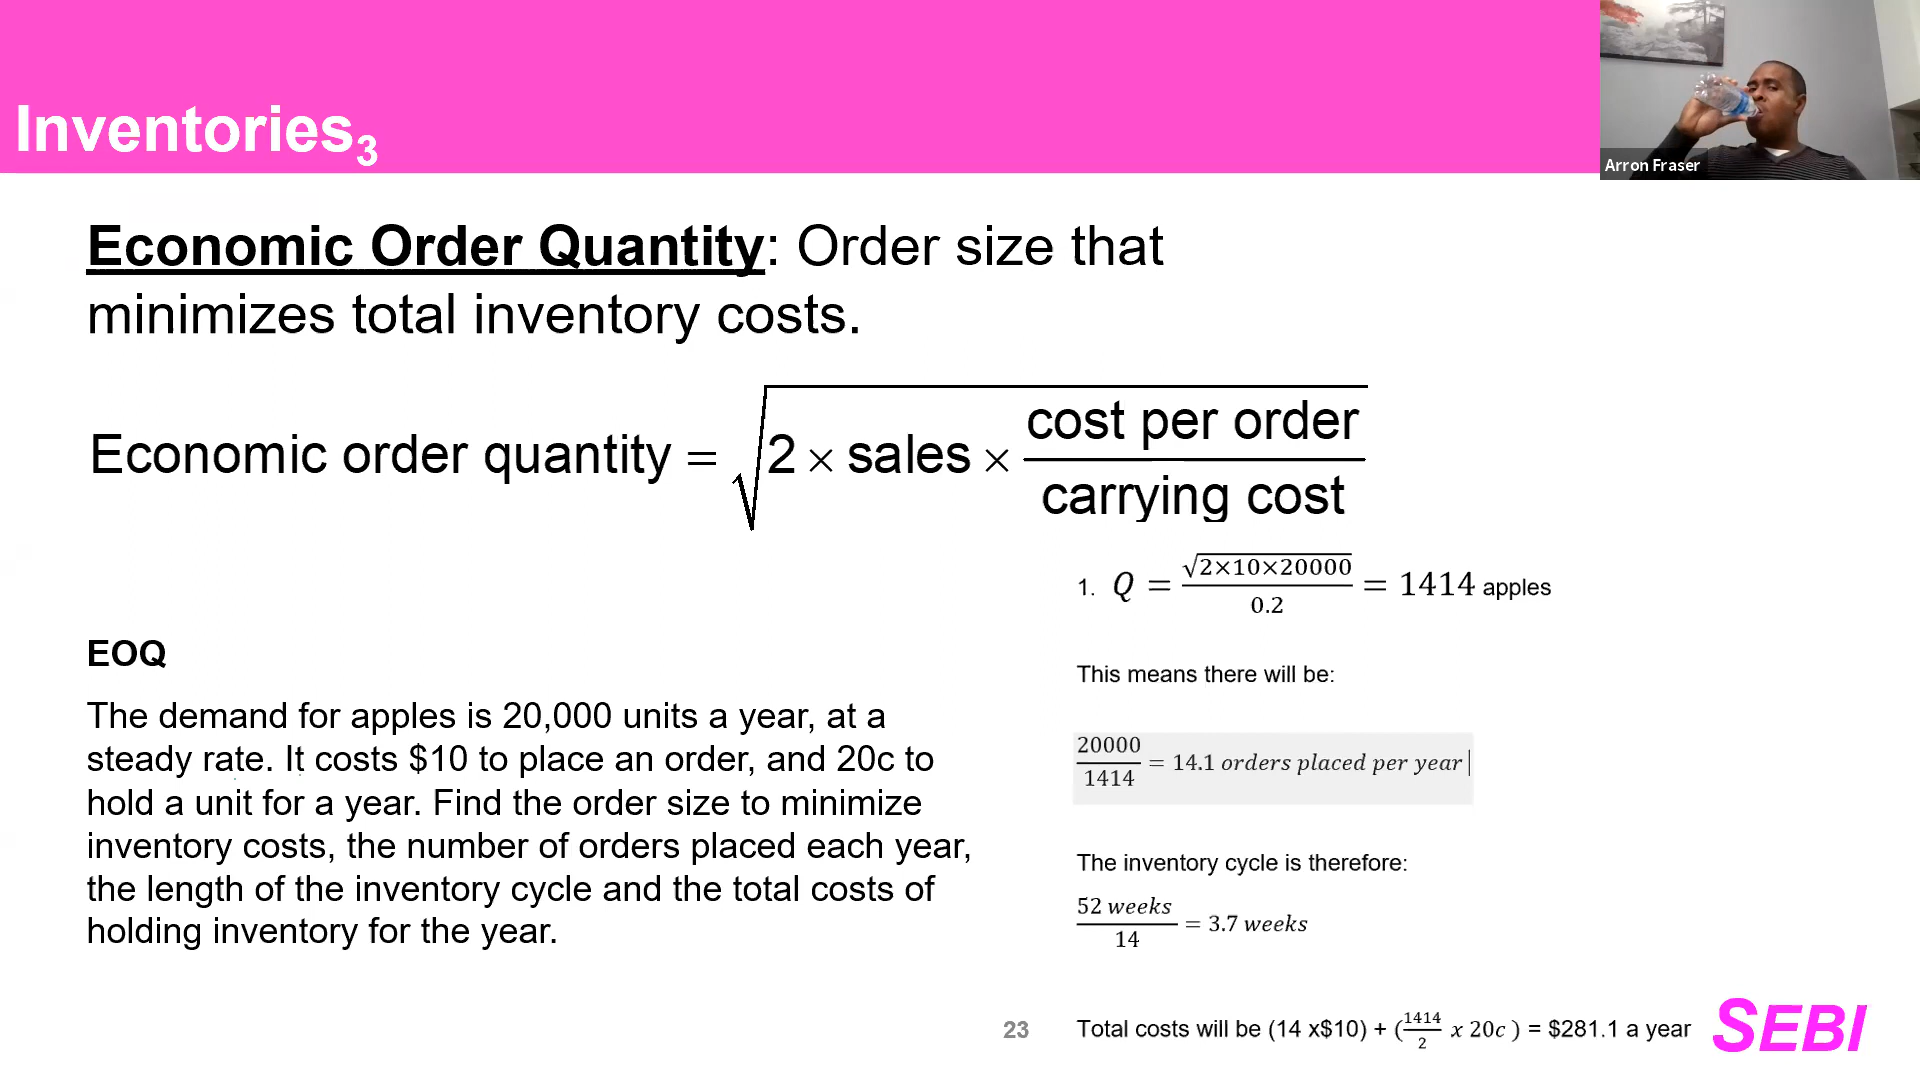 Inventories3
Arron Fraser
Economic Order Quantity: Order size that
minimizes total inventory costs.
Economic order quantity = √2 × sales × cost per order / carrying cost
1. Q = √2×10×20000 / 0.2 = 1414 apples
This means there will be:
20000 / 1414 = 14.1 orders placed per year
The inventory cycle is therefore:
52 weeks / 14 = 3.7 weeks
Total costs will be (14 x$10) + (1414 / 2 x 20c ) = $281.1 a year
EOQ
The demand for apples is 20,000 units a year, at a
steady rate. It costs $10 to place an order, and 20c to
hold a unit for a year. Find the order size to minimize
inventory costs, the number of orders placed each year,
the length of the inventory cycle and the total costs of
holding inventory for the year.
23
SEBI